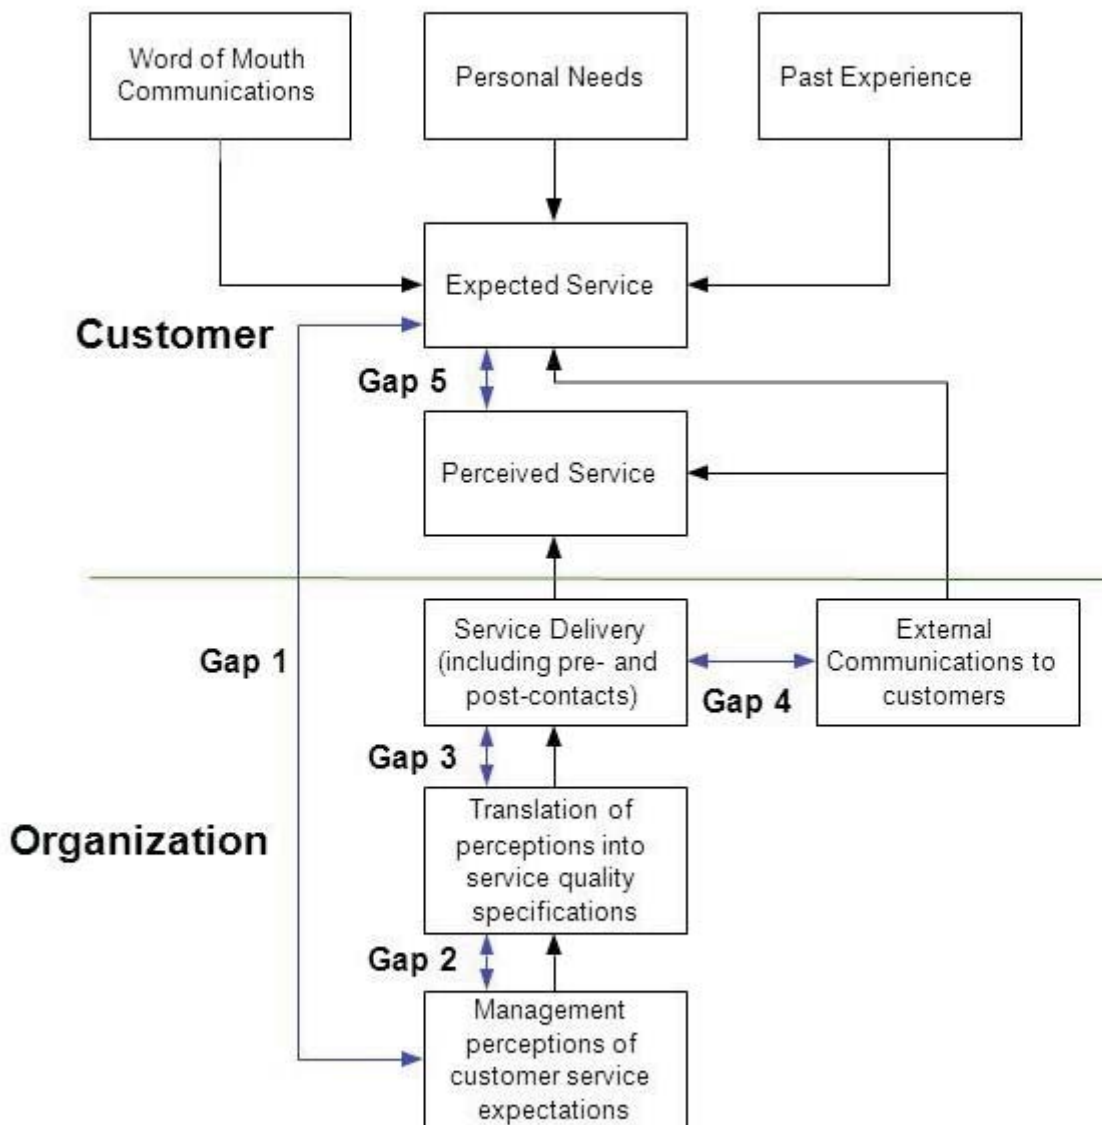 Word of Mouth
Communications
Personal Needs
Past Experience
Expected Service
Customer
Gap 5
Perceived Service
Service Delivery
(including pre- and
post-contacts)
External
Communications to
customers
Gap 1
Gap 4
Gap 3
Translation of
perceptions into
service quality
specifications
Organization
Gap 2
Management
perceptions of
customer service
expectations